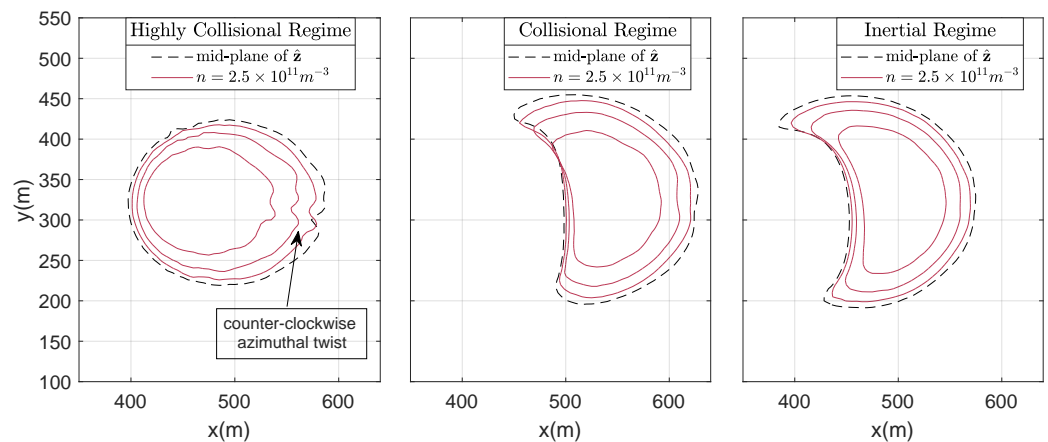 Highly Collisional Regime
mid-plane of ẑ
n = 2.5 × 10¹¹m⁻³
Collisional Regime
mid-plane of ẑ
n = 2.5 × 10¹¹m⁻³
Inertial Regime
mid-plane of ẑ
n = 2.5 × 10¹¹m⁻³
550
500
450
400
350
300
250
200
150
100
y(m)
counter-clockwise
azimuthal twist
400 500 600
400 500 600
400 500 600
x(m)
x(m)
x(m)